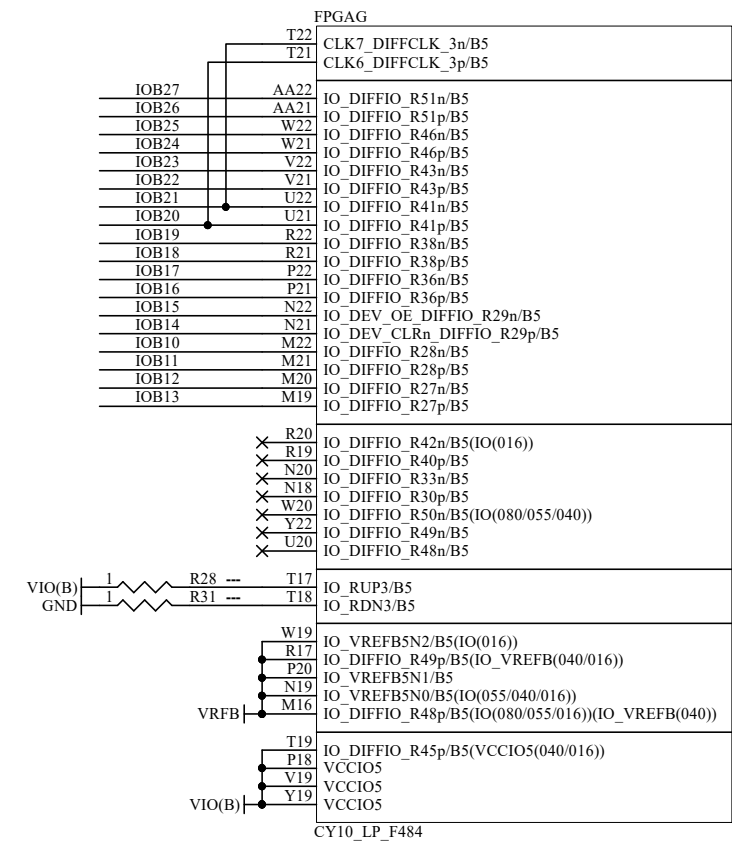 FPGAG
T22 CLK7_DIFFCLK_3n/B5
T21 CLK6_DIFFCLK_3p/B5
IOB27 AA22 IO_DIFFIO_R51n/B5
IOB26 AA21 IO_DIFFIO_R51p/B5
IOB25 W22 IO_DIFFIO_R46n/B5
IOB24 W21 IO_DIFFIO_R46p/B5
IOB23 V22 IO_DIFFIO_R43n/B5
IOB22 V21 IO_DIFFIO_R43p/B5
IOB21 U22 IO_DIFFIO_R41n/B5
IOB20 U21 IO_DIFFIO_R41p/B5
IOB19 R22 IO_DIFFIO_R38n/B5
IOB18 R21 IO_DIFFIO_R38p/B5
IOB17 P22 IO_DIFFIO_R36n/B5
IOB16 P21 IO_DIFFIO_R36p/B5
IOB15 N22 IO_DEV_OE_DIFFIO_R29n/B5
IOB14 N21 IO_DEV_CLRn_DIFFIO_R29p/B5
IOB10 M22 IO_DIFFIO_R28n/B5
IOB11 M21 IO_DIFFIO_R28p/B5
IOB12 M20 IO_DIFFIO_R27n/B5
IOB13 M19 IO_DIFFIO_R27p/B5
R20 IO_DIFFIO_R42n/B5(IO(016))
R19 IO_DIFFIO_R40p/B5
N20 IO_DIFFIO_R33n/B5
N18 IO_DIFFIO_R30p/B5
W20 IO_DIFFIO_R50n/B5(IO(080/055/040))
Y22 IO_DIFFIO_R49n/B5
U20 IO_DIFFIO_R48n/B5
VIO(B) 1 R28 --- T17 IO_RUP3/B5
GND 1 R31 --- T18 IO_RDN3/B5
W19 IO_VREFB5N2/B5(IO(016))
R17 IO_DIFFIO_R49p/B5(IO_VREFB(040/016))
P20 IO_VREFB5N1/B5
N19 IO_VREFB5N0/B5(IO(055/040/016))
VRFB M16 IO_DIFFIO_R48p/B5(IO(080/055/016))(IO_VREFB(040))
T19 IO_DIFFIO_R45p/B5(VCCIO5(040/016))
P18 VCCIO5
V19 VCCIO5
VIO(B) Y19 VCCIO5
CY10_LP_F484